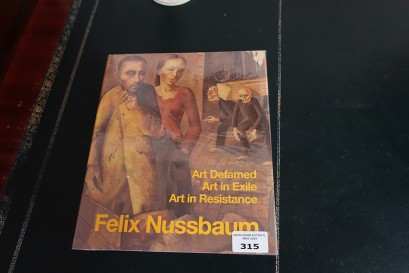 Art Defamed
Art in Exile
Art in Resistance
Felix Nussbaum
315